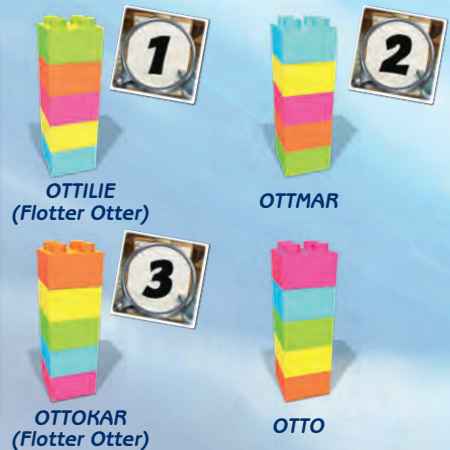 1
2
OTTILIE
(Flotter Otter)
OTTMAR
3
OTTOKAR
(Flotter Otter)
OTTO